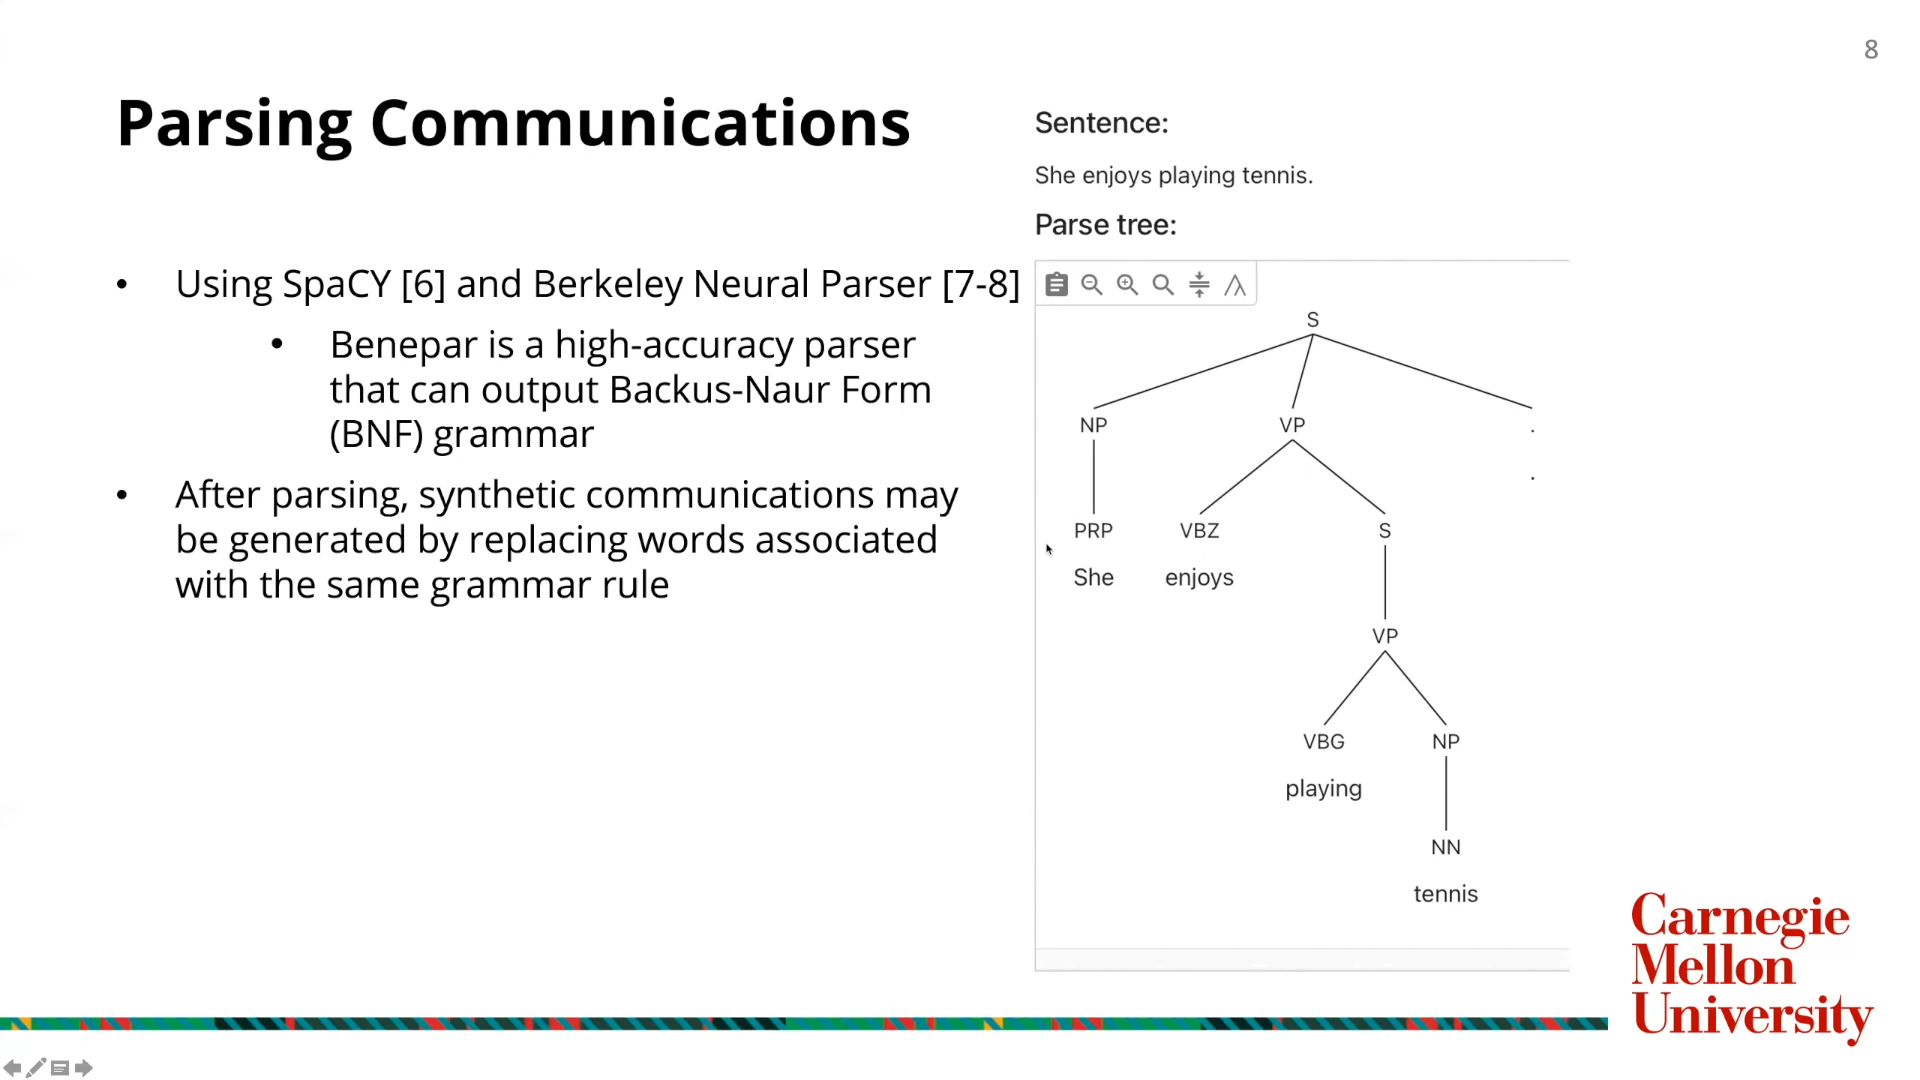 8
Parsing Communications
• Using SpaCY [6] and Berkeley Neural Parser [7-8]
• Benepar is a high-accuracy parser
that can output Backus-Naur Form
(BNF) grammar
• After parsing, synthetic communications may
be generated by replacing words associated
with the same grammar rule
Sentence:
She enjoys playing tennis.
Parse tree:
S
NP VP .
.
PRP VBZ S
She enjoys
VP
VBG NP
playing
NN
tennis
Carnegie
Mellon
University